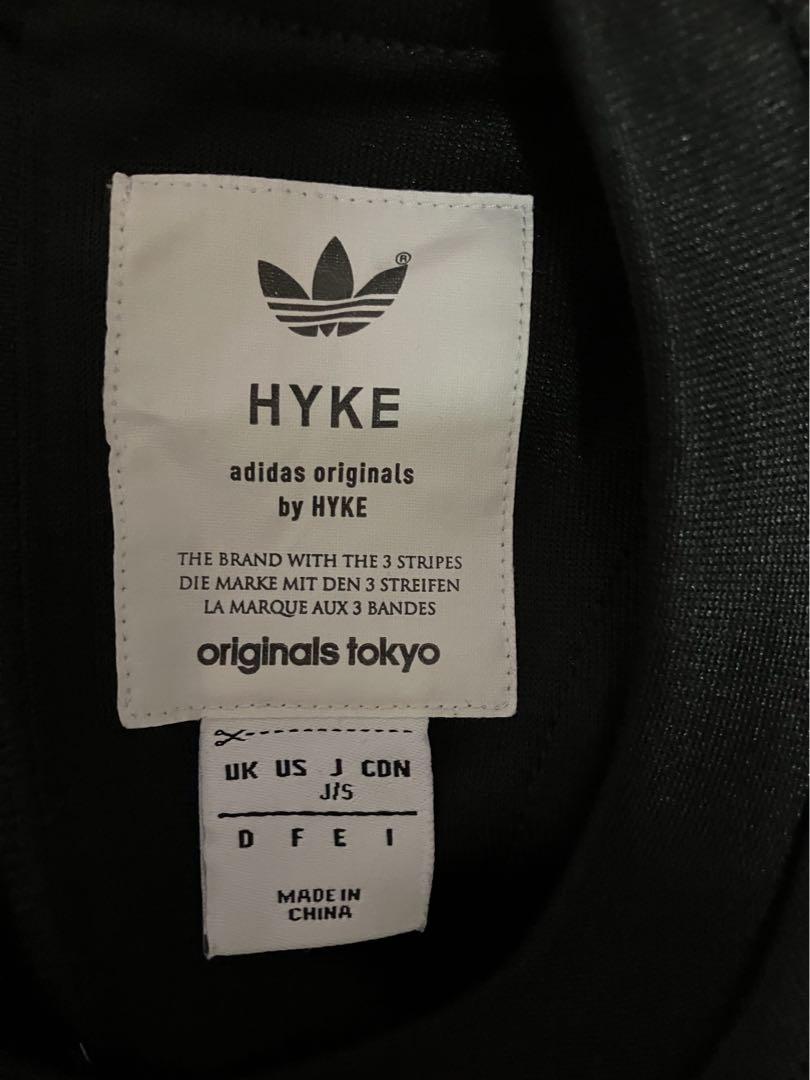 ®
HYKE
adidas originals
by HYKE
THE BRAND WITH THE 3 STRIPES
DIE MARKE MIT DEN 3 STREIFEN
LA MARQUE AUX 3 BANDES
originals tokyo
UK US J CDN
J/S
D F E I
MADE IN
CHINA